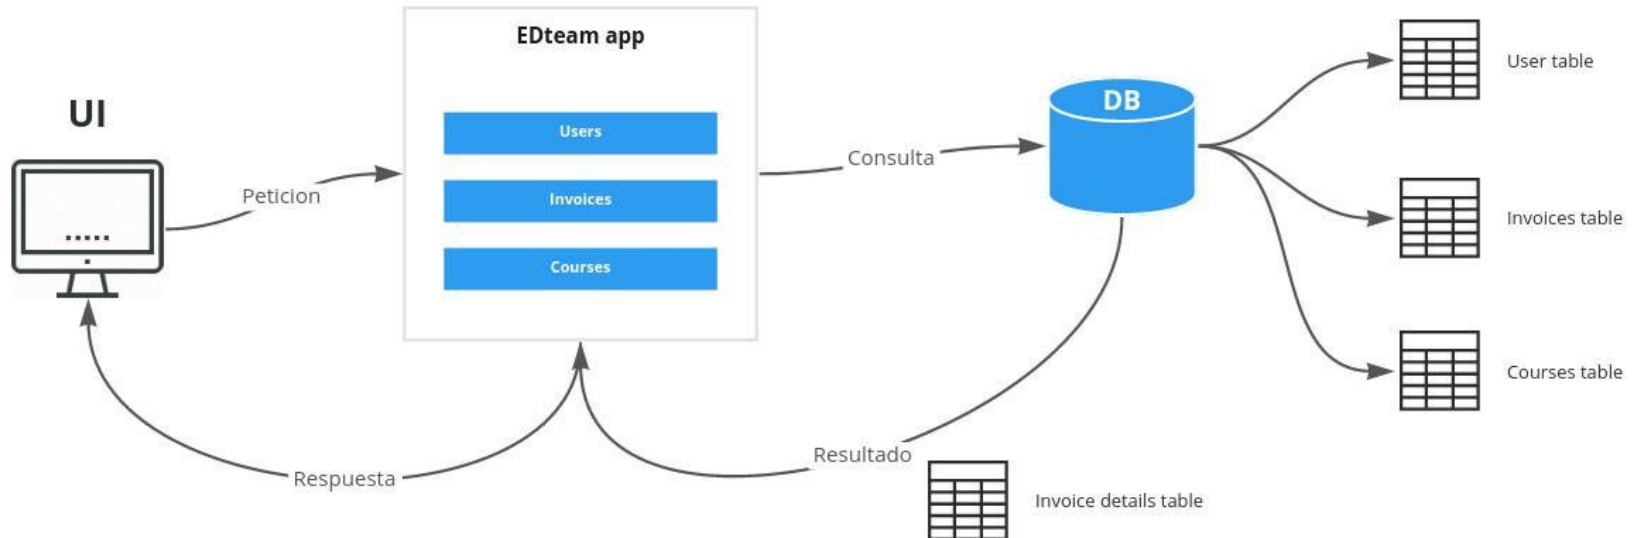 EDteam app
UI
Users
Invoices
Courses
Peticion
Consulta
DB
User table
Invoices table
Courses table
Respuesta
Resultado
Invoice details table